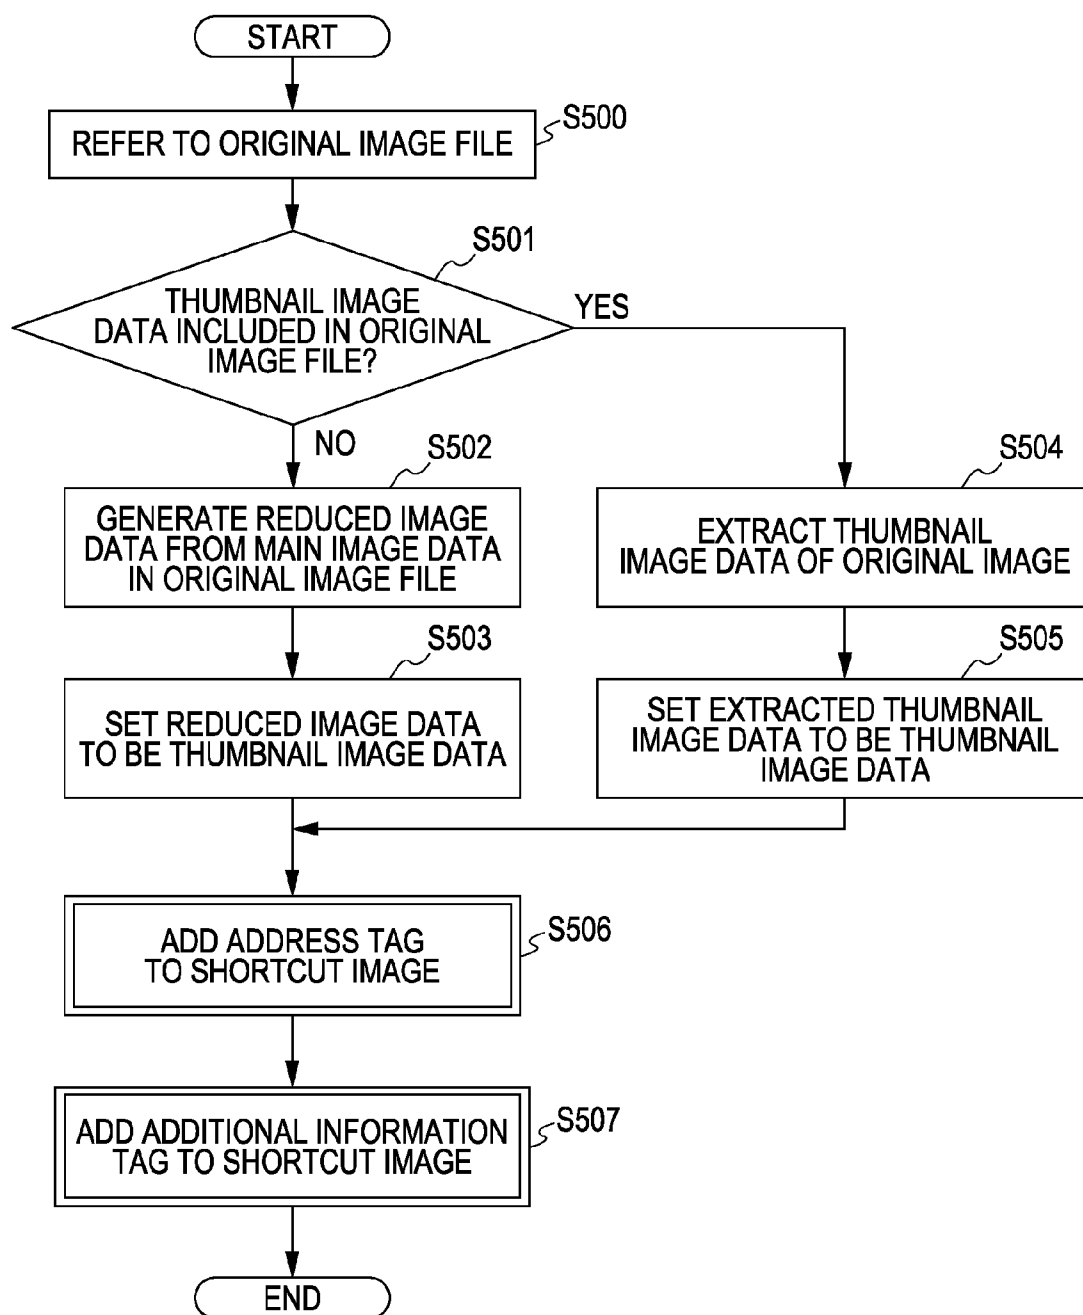 START
REFER TO ORIGINAL IMAGE FILE
S500
S501
THUMBNAIL IMAGE
DATA INCLUDED IN ORIGINAL
IMAGE FILE?
YES
NO
S502
GENERATE REDUCED IMAGE
DATA FROM MAIN IMAGE DATA
IN ORIGINAL IMAGE FILE
S504
EXTRACT THUMBNAIL
IMAGE DATA OF ORIGINAL IMAGE
S503
SET REDUCED IMAGE DATA
TO BE THUMBNAIL IMAGE DATA
S505
SET EXTRACTED THUMBNAIL
IMAGE DATA TO BE THUMBNAIL
IMAGE DATA
ADD ADDRESS TAG
TO SHORTCUT IMAGE
S506
ADD ADDITIONAL INFORMATION
TAG TO SHORTCUT IMAGE
S507
END